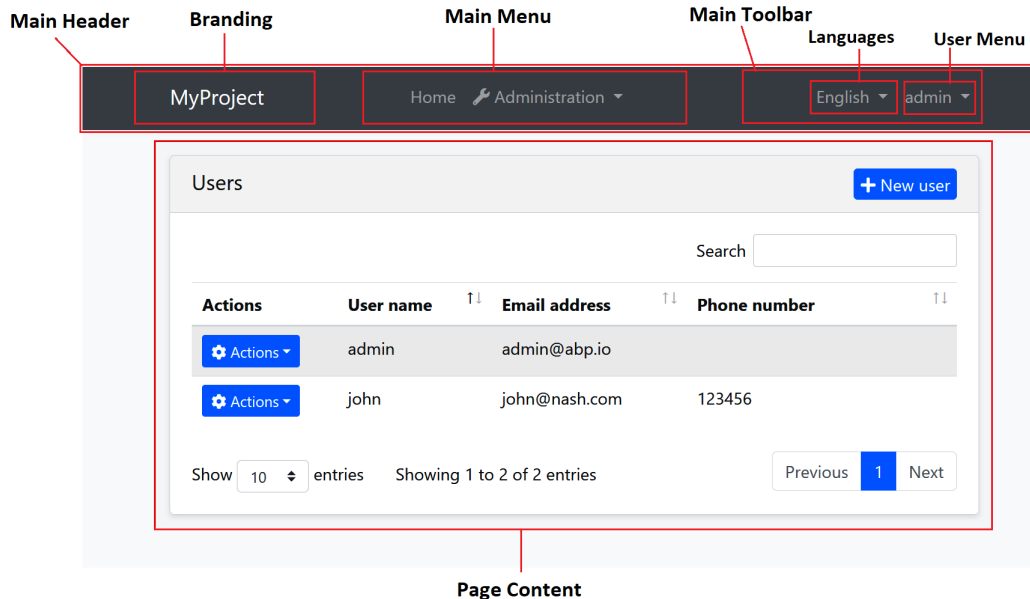 Main Header
Branding
Main Menu
Main Toolbar
Languages
User Menu
MyProject
Home Administration
English
admin
Users
New user
Search
Actions User name Email address Phone number
Actions admin admin@abp.io
Actions john john@nash.com 123456
Show 10 entries Showing 1 to 2 of 2 entries
Previous 1 Next
Page Content